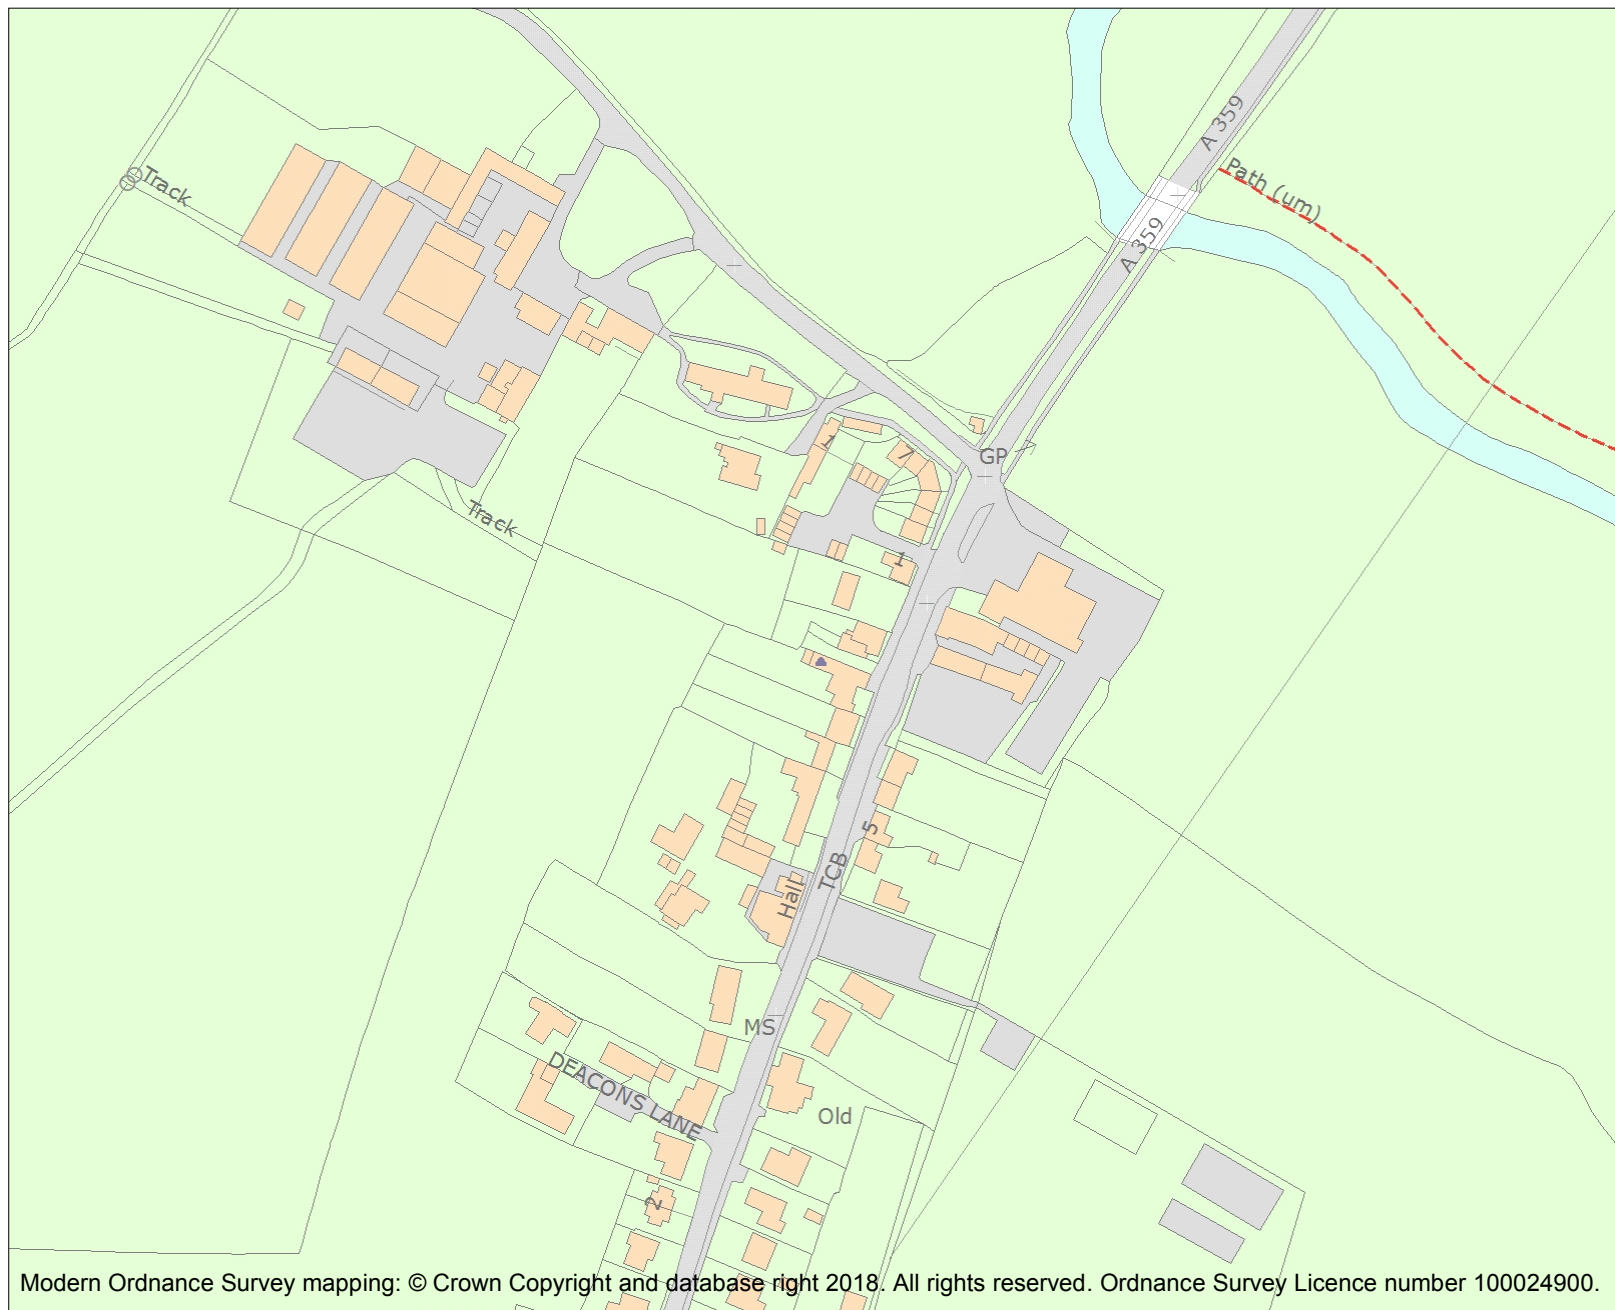 A 359
Path (um)
Track
A 359
1
7
GP
Track
1
5
TCB
Hall
MS
DEACONS LANE
Old
2
Modern Ordnance Survey mapping: © Crown Copyright and database right 2018. All rights reserved. Ordnance Survey Licence number 100024900.